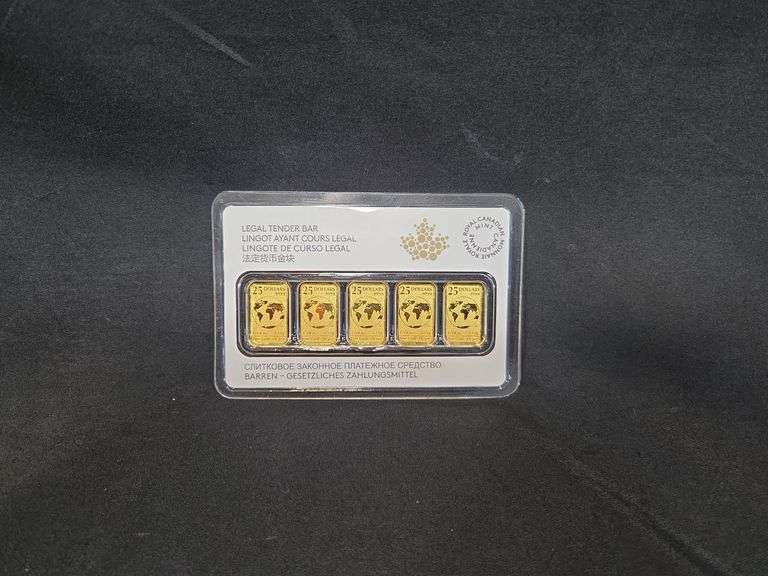 LEGAL TENDER BAR
LINGOT AYANT COURS LEGAL
LINGOTE DE CURSO LEGAL
法定货币金块
ROYAL CANADIAN MINT
MONNAIE ROYALE CANADIENNE
25 DOLLARS
25 DOLLARS
25 DOLLARS
25 DOLLARS
25 DOLLARS
СЛИТКОВОЕ ЗАКОННОЕ ПЛАТЕЖНОЕ СРЕДСТВО
BARREN – GESETZLICHES ZAHLUNGSMITTEL